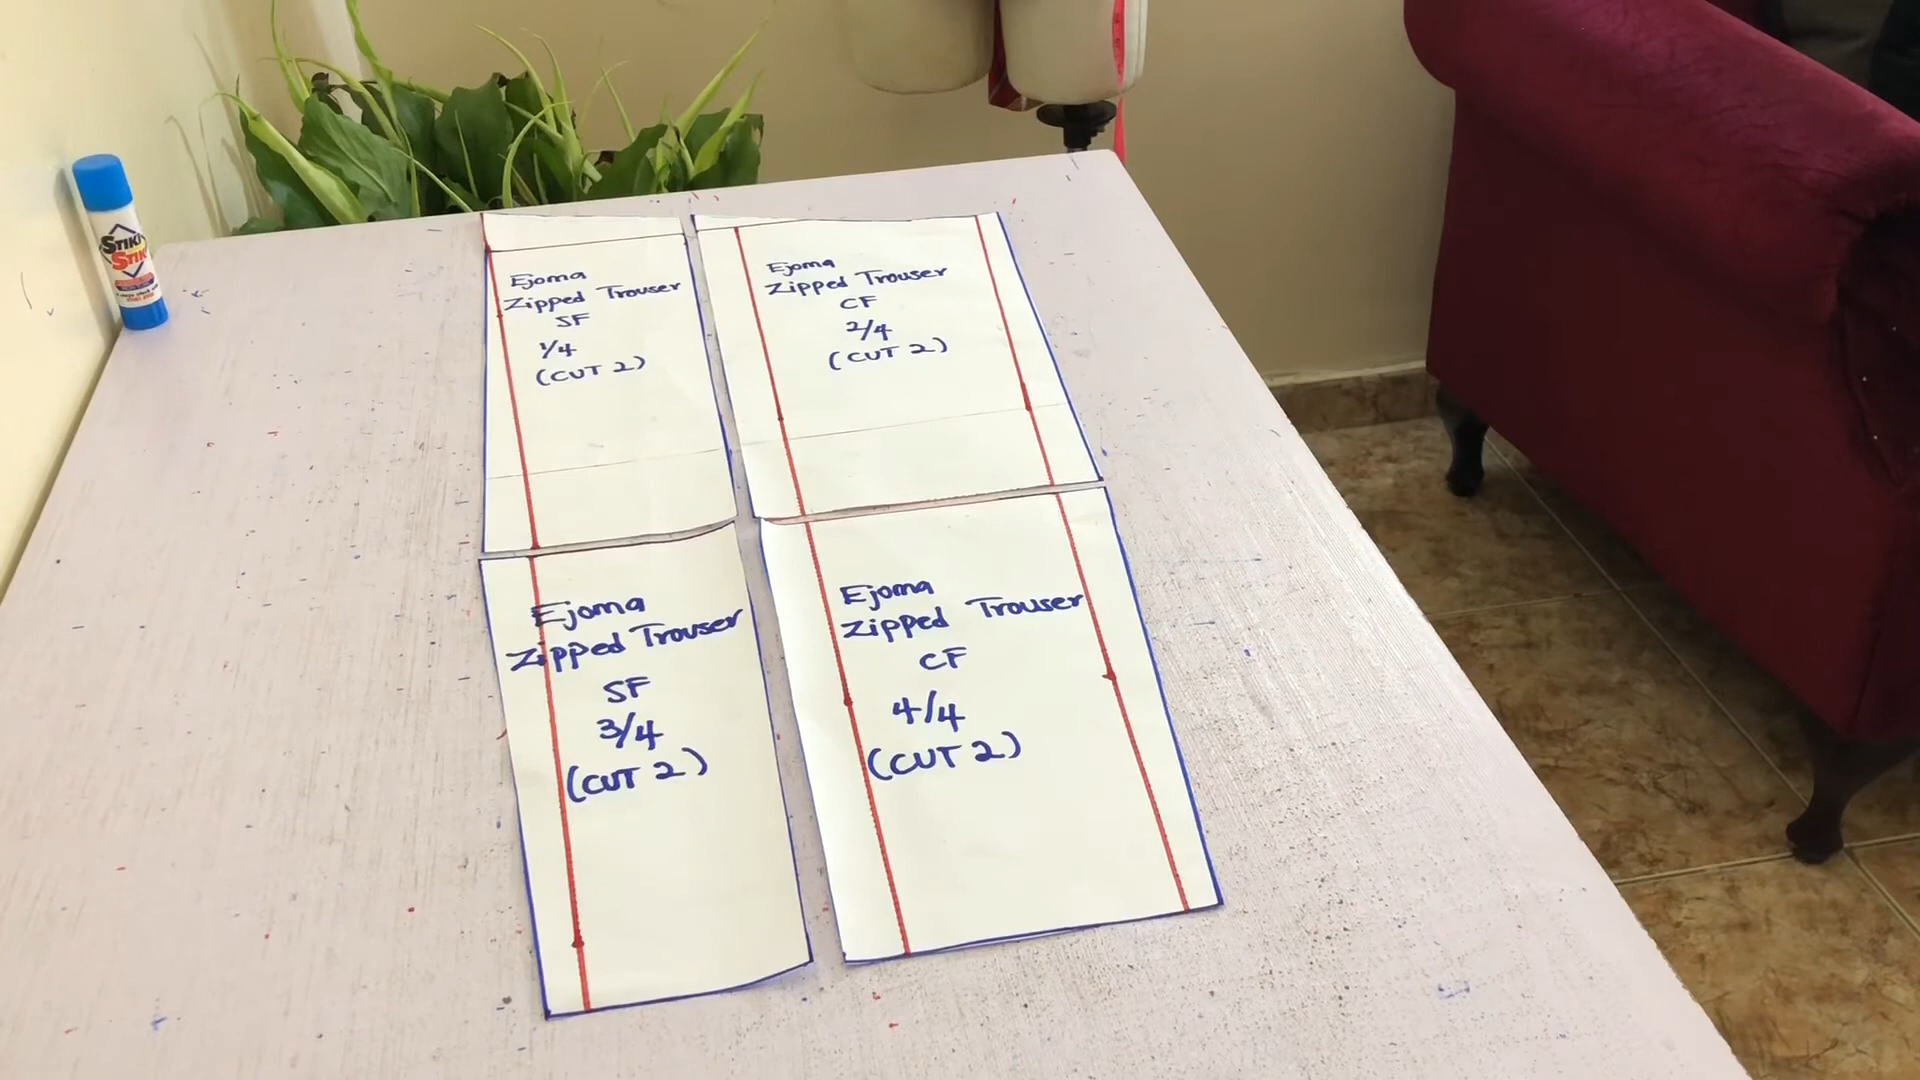 STIKI
STIK
Ejoma
Zipped Trouser
SF
1/4
(CUT 2)
Ejoma
Zipped Trouser
CF
2/4
(CUT 2)
Ejoma
Zipped Trouser
SF
3/4
(CUT 2)
Ejoma
Zipped Trouser
CF
4/4
(CUT 2)